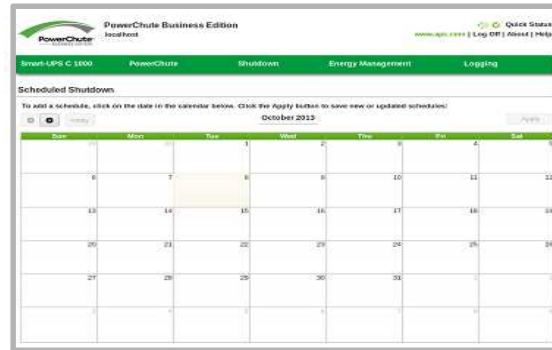 PowerChute Business Edition
localhost
Quick Status
www.apc.com | Log Off | About | Help
PowerChute
BUSINESS EDITION
Smart-UPS C 1000 PowerChute Shutdown Energy Management Logging
Scheduled Shutdown
To add a schedule, click on the date in the calendar below. Click the Apply button to save new or updated schedules:
today October 2013 Apply
Sun Mon Tue Wed Thu Fri Sat
29 30 1 2 3 4 5
6 7 8 9 10 11 12
13 14 15 16 17 18 19
20 21 22 23 24 25 26
27 28 29 30 31